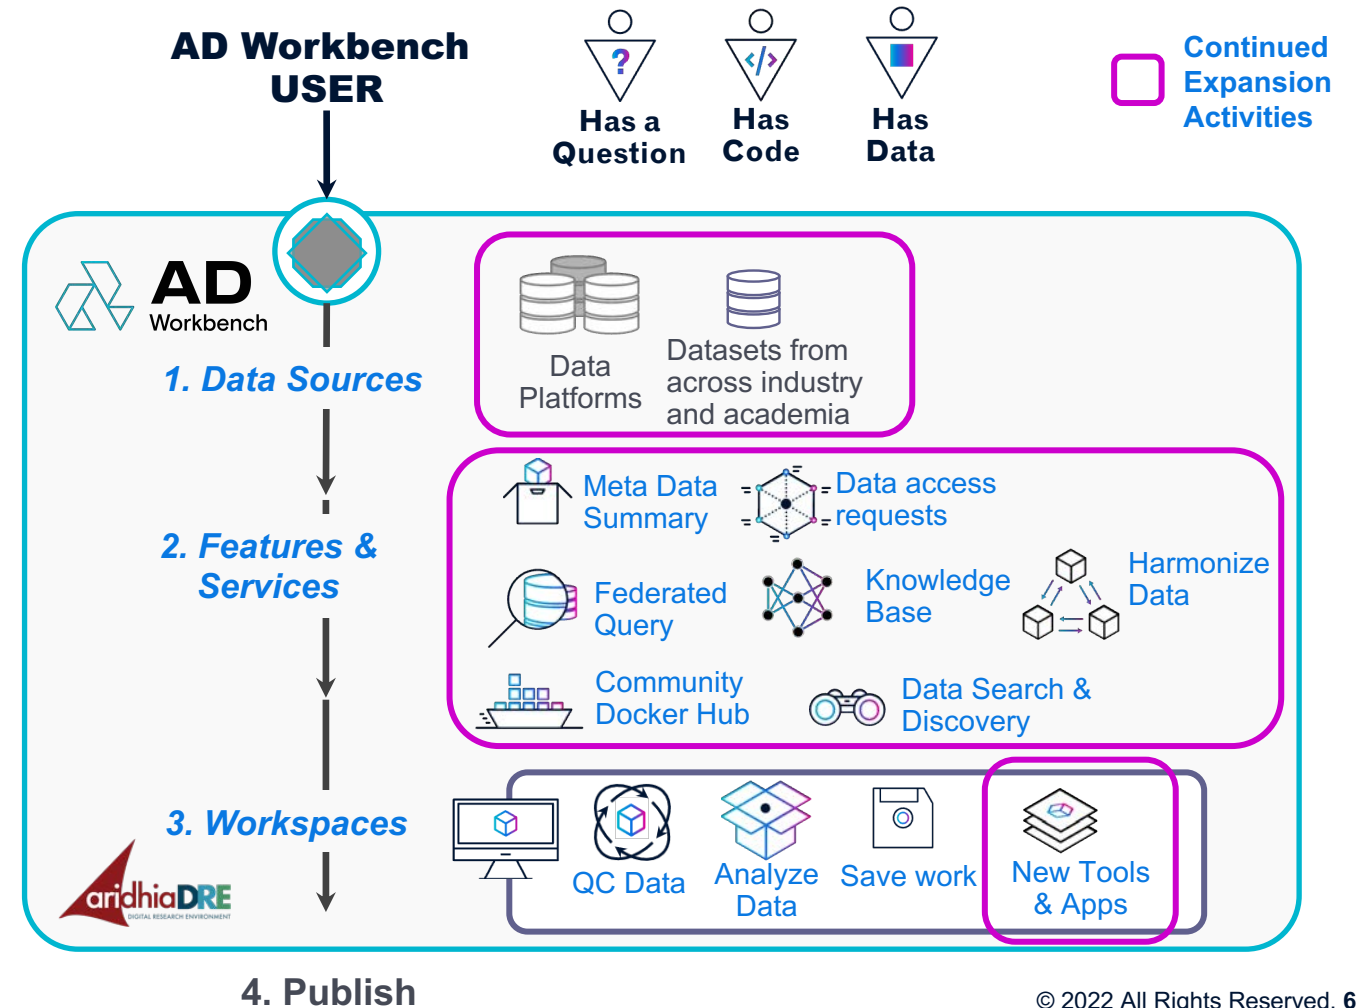 AD Workbench
USER
?
Has a
Question
</>
Has
Code
Has
Data
Continued
Expansion
Activities
AD
Workbench
1. Data Sources
Data
Platforms
Datasets from
across industry
and academia
2. Features &
Services
Meta Data
Summary
Data access
requests
Federated
Query
Knowledge
Base
Harmonize
Data
Community
Docker Hub
Data Search &
Discovery
3. Workspaces
QC Data
Analyze
Data
Save work
New Tools
& Apps
aridhiaDRE
DIGITAL RESEARCH ENVIRONMENT
4. Publish
© 2022 All Rights Reserved. 6